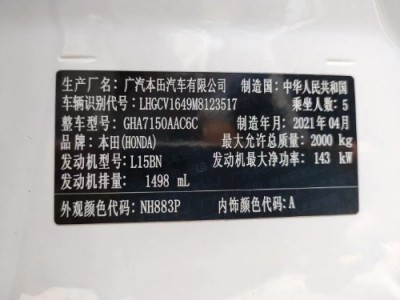 生产厂名: 广汽本田汽车有限公司 制造国: 中华人民共和国
车辆识别代号: LHGCV1649M8123517 乘坐人数: 5
整车型号: GHA7150AAC6C 制造年月: 2021年04月
品牌: 本田(HONDA) 最大允许总质量: 2000 kg
发动机型号: L15BN 发动机最大净功率: 143 kW
发动机排量: 1498 mL
外观颜色代码: NH883P 内饰颜色代码: A